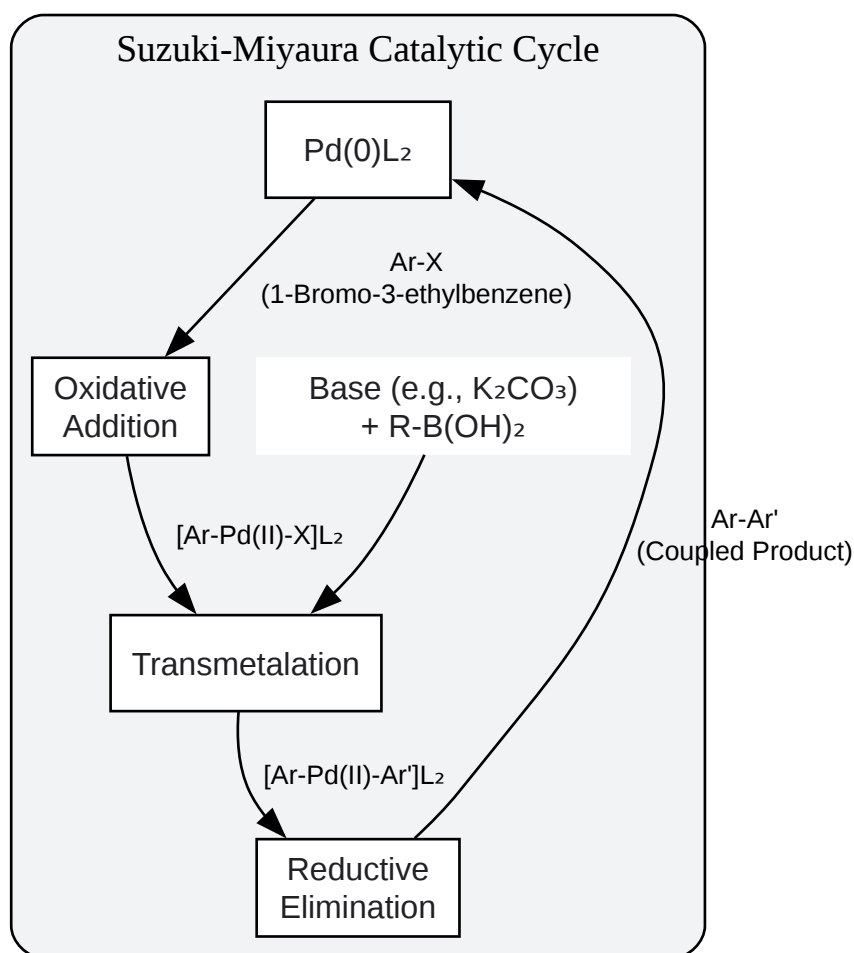 Suzuki-Miyaura Catalytic Cycle
Pd(0)L₂
Ar-X
(1-Bromo-3-ethylbenzene)
Oxidative
Addition
Base (e.g., K₂CO₃)
+ R-B(OH)₂
[Ar-Pd(II)-X]L₂
Ar-Ar'
(Coupled Product)
Transmetalation
[Ar-Pd(II)-Ar']L₂
Reductive
Elimination